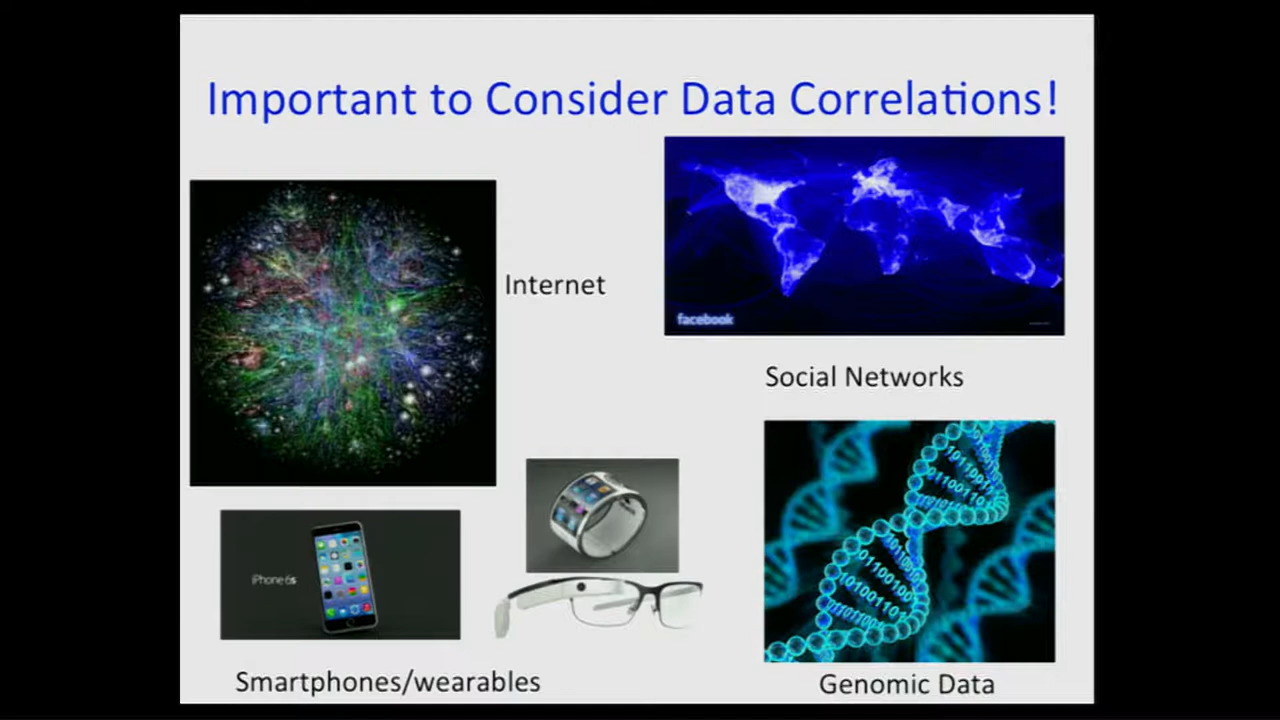 Important to Consider Data Correlations!
Internet
facebook
Social Networks
iPhone 6s
Smartphones/wearables
Genomic Data